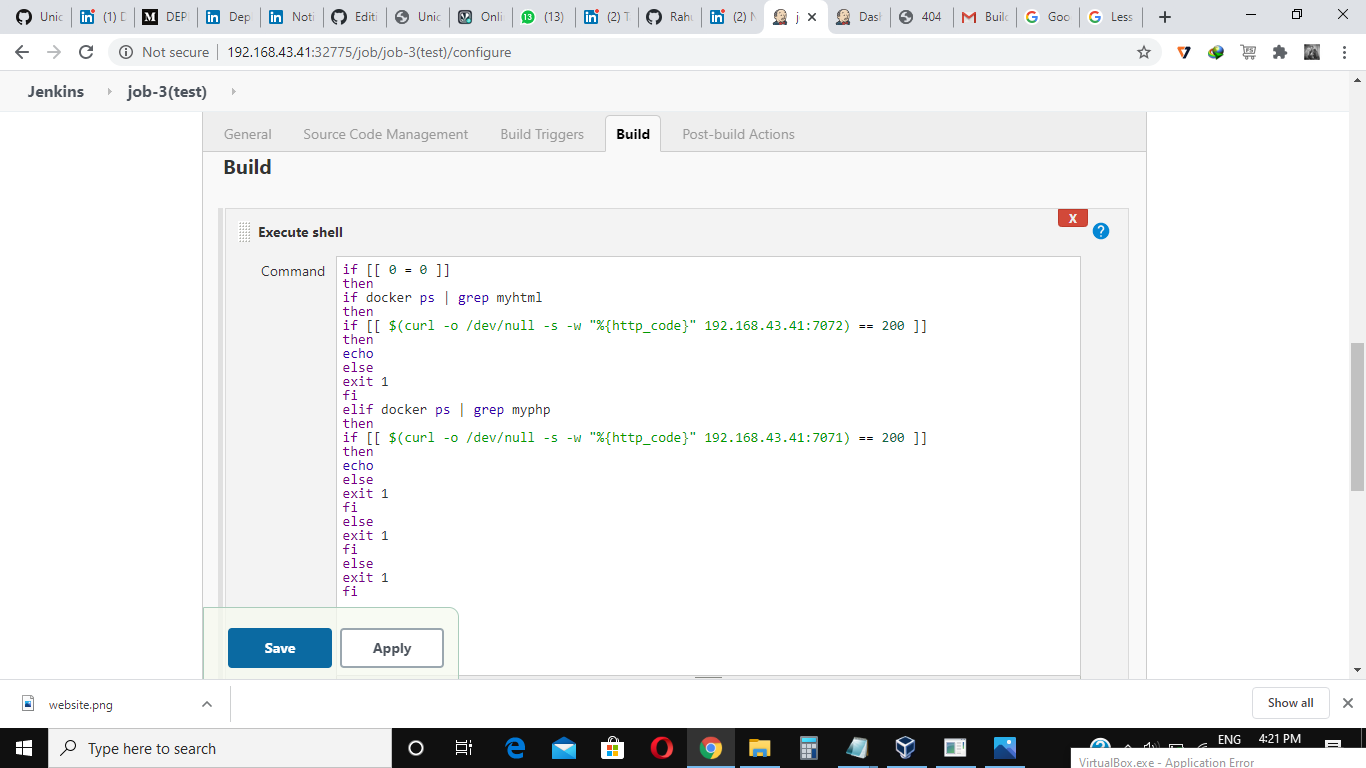 Unic
(1) D
DEPI
Dep
Noti
Editi
Unic
Onli
(13)
(2) T
Rahu
(2) N
j
Dash
404
Build
Goo
Less
Not secure
192.168.43.41:32775/job/job-3(test)/configure
Jenkins
job-3(test)
General
Source Code Management
Build Triggers
Build
Post-build Actions
Build
X
Execute shell
?
Command
if [[ 0 = 0 ]]
then
if docker ps | grep myhtml
then
if [[ $(curl -o /dev/null -s -w "%{http_code}" 192.168.43.41:7072) == 200 ]]
then
echo
else
exit 1
fi
elif docker ps | grep myphp
then
if [[ $(curl -o /dev/null -s -w "%{http_code}" 192.168.43.41:7071) == 200 ]]
then
echo
else
exit 1
fi
else
exit 1
fi
else
exit 1
fi
Save
Apply
website.png
Show all
Type here to search
ENG
4:21 PM
VirtualBox.exe - Application Error